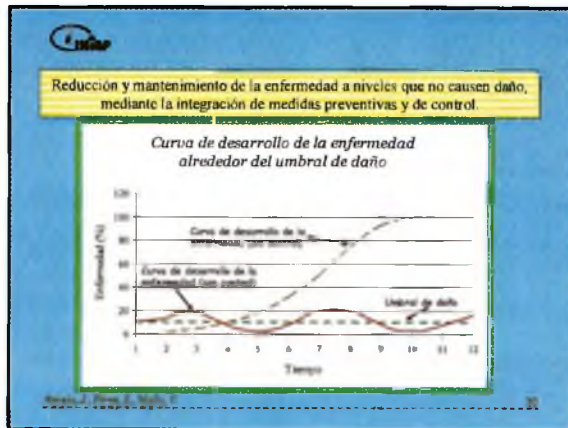 Reducción y mantenimiento de la enfermedad a niveles que no causen daño,
mediante la integración de medidas preventivas y de control.
Curva de desarrollo de la enfermedad
alrededor del umbral de daño
Enfermedad (%)
120
100
80
60
40
20
0
Curva de desarrollo de la
Curva de desarrollo de la
enfermedad (con control)
Umbral de daño
1 2 3 4 5 6 7 8 9 10 11 12
Tiempo